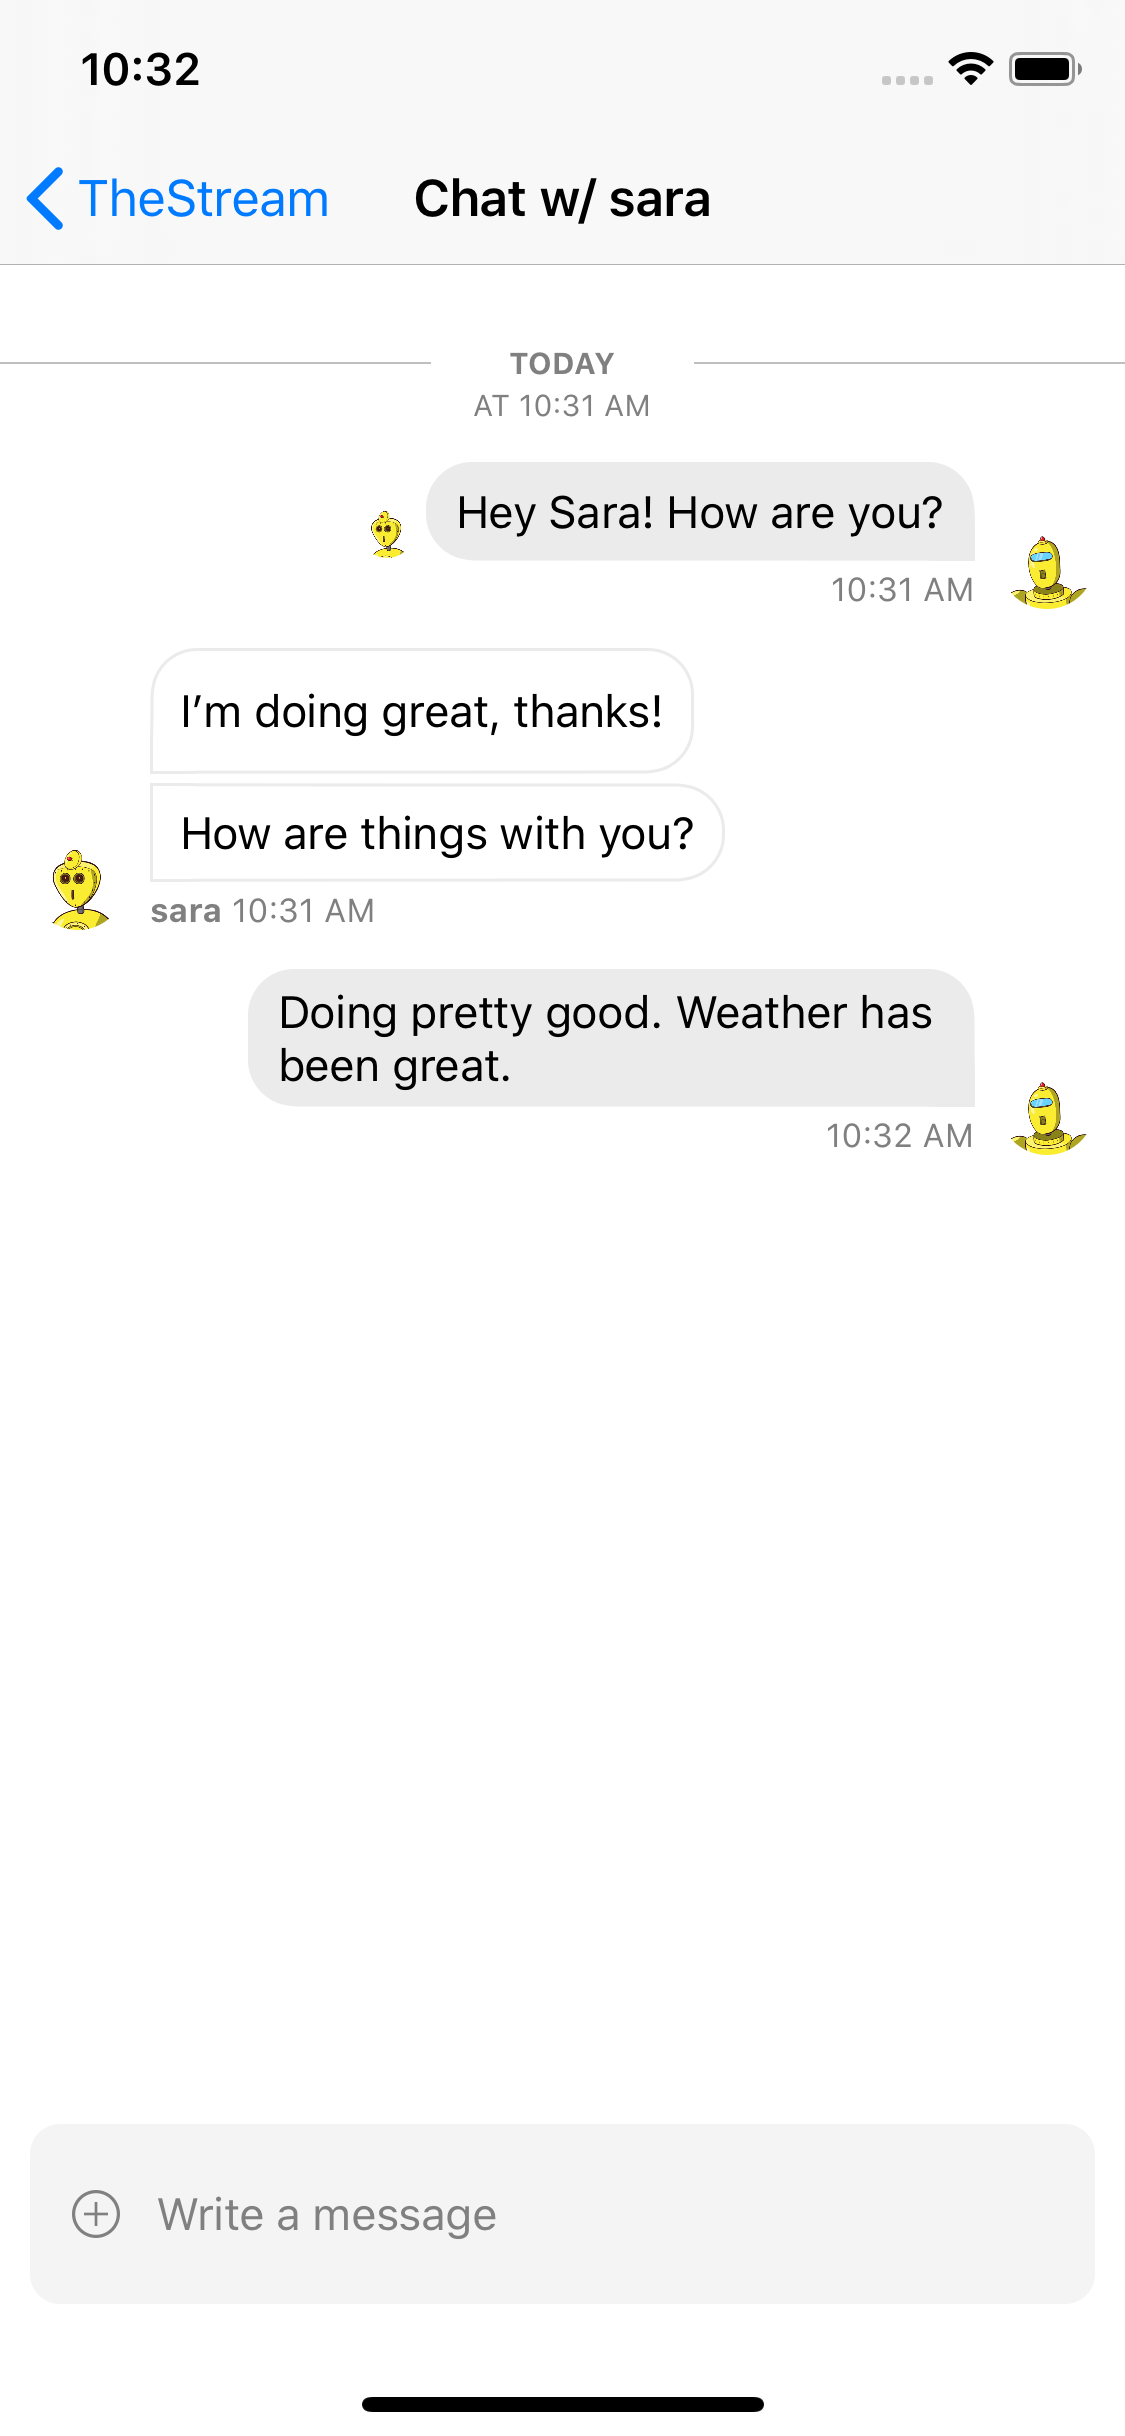 10:32
TheStream
Chat w/ sara
TODAY
AT 10:31 AM
Hey Sara! How are you?
10:31 AM
I’m doing great, thanks!
How are things with you?
sara 10:31 AM
Doing pretty good. Weather has
been great.
10:32 AM
Write a message